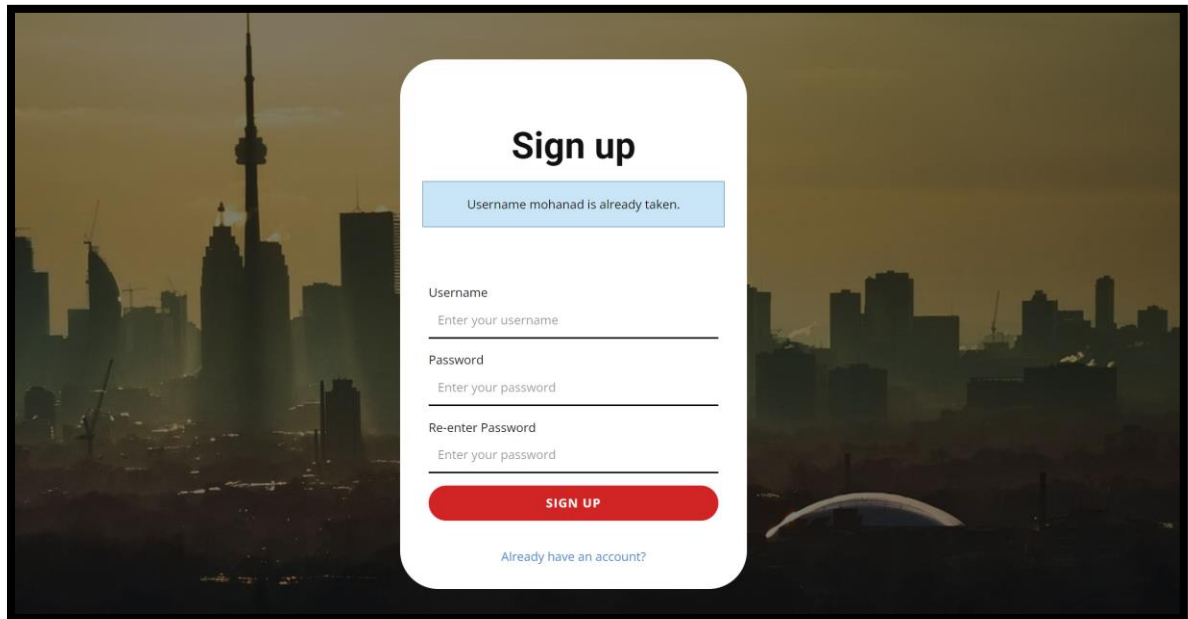 Sign up
Username mohanad is already taken.
Username
Enter your username
Password
Enter your password
Re-enter Password
Enter your password
SIGN UP
Already have an account?